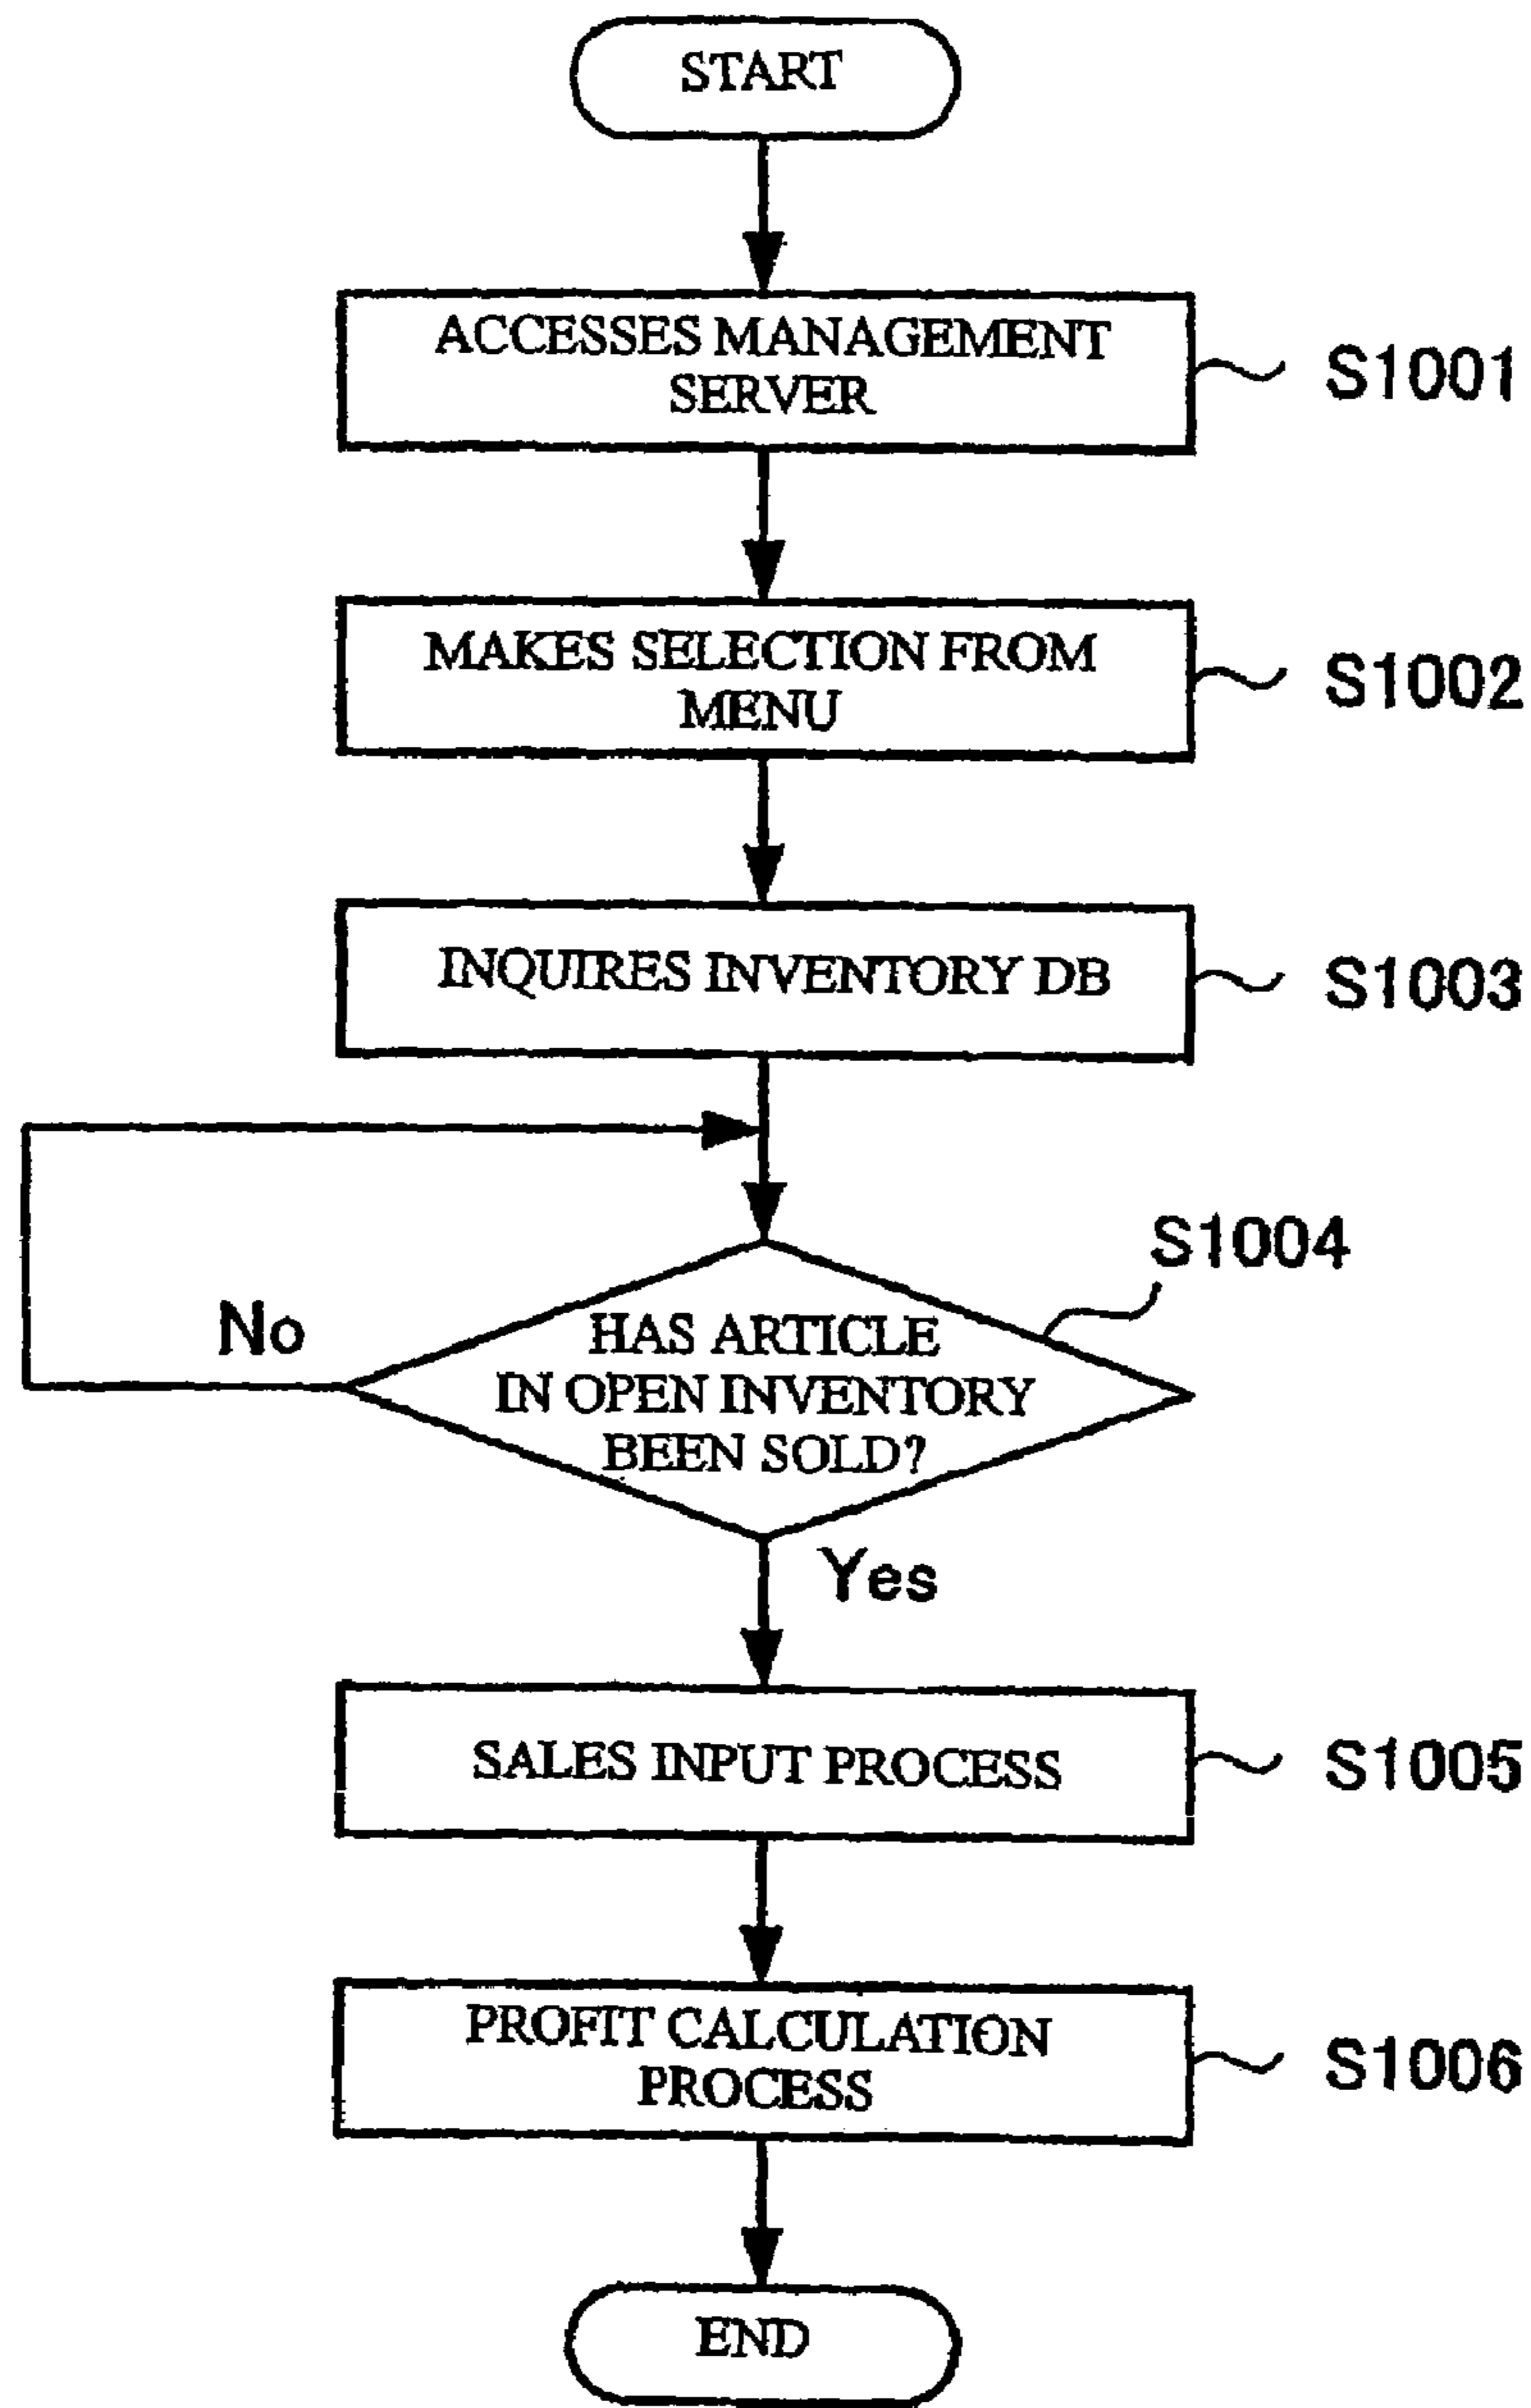 START
ACCESSES MANAGEMENT
SERVER
S1001
MAKES SELECTION FROM
MENU
S1002
INQUIRES INVENTORY DB
S1003
S1004
No
HAS ARTICLE
IN OPEN INVENTORY
BEEN SOLD?
Yes
SALES INPUT PROCESS
S1005
PROFIT CALCULATION
PROCESS
S1006
END